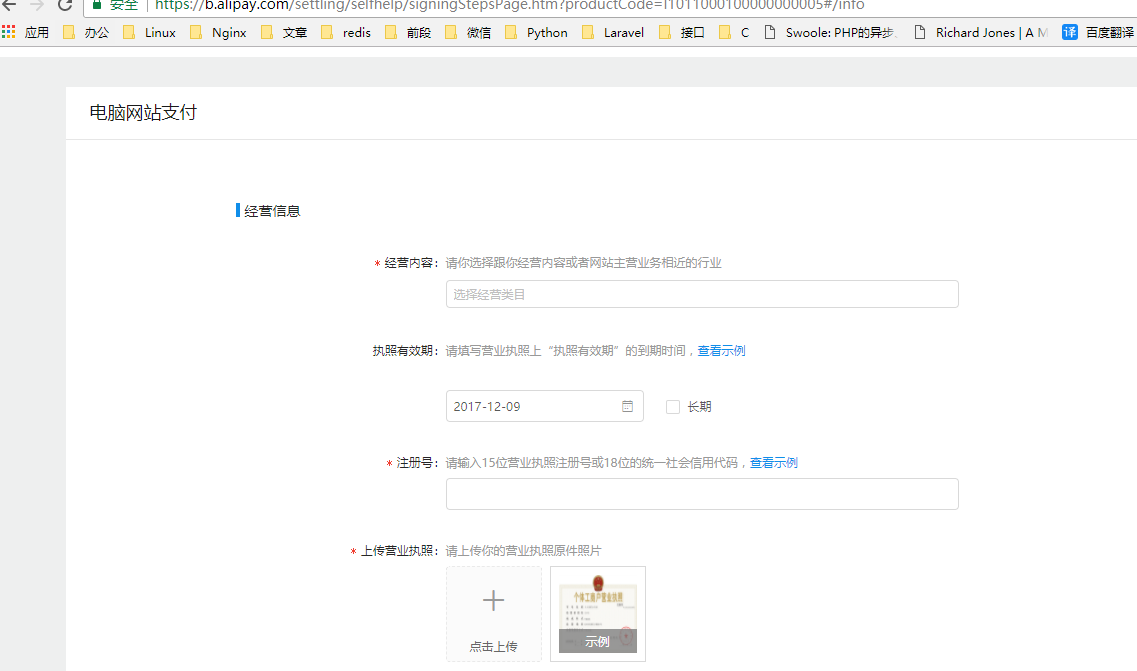 安全 https://b.alipay.com/settling/selfhelp/signingStepsPage.htm?productCode=I1011000100000000005#/info
应用 办公 Linux Nginx 文章 redis 前段 微信 Python Laravel 接口 C Swoole: PHP的异步、 Richard Jones | A M 百度翻译
电脑网站支付
经营信息
* 经营内容: 请你选择跟你经营内容或者网站主营业务相近的行业
选择经营类目
执照有效期: 请填写营业执照上“执照有效期”的到期时间，查看示例
2017-12-09 长期
* 注册号: 请输入15位营业执照注册号或18位的统一社会信用代码，查看示例
* 上传营业执照: 请上传你的营业执照原件照片
个体工商户营业执照
点击上传 示例